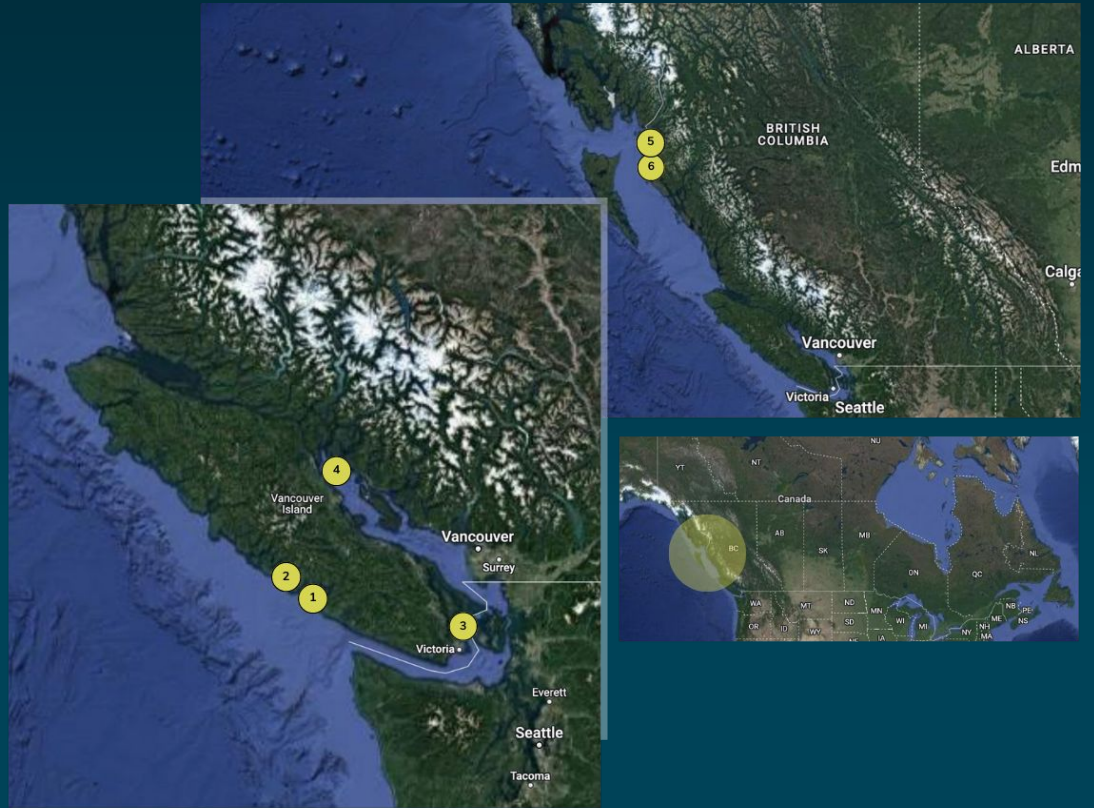 ALBERTA
BRITISH
COLUMBIA
5
6
Edm
Calga
Vancouver
Victoria
Seattle
4
Vancouver
Island
Vancouver
Surrey
2
1
3
Victoria
Everett
Seattle
Tacoma
NU
YT
NT
Canada
BC
AB
SK
MB
ON
QC
NL
WA
MT
ND
MN
NB
PE
OR
ID
WY
SD
WI
MI
ME
NS
NH
NY
IA
MA